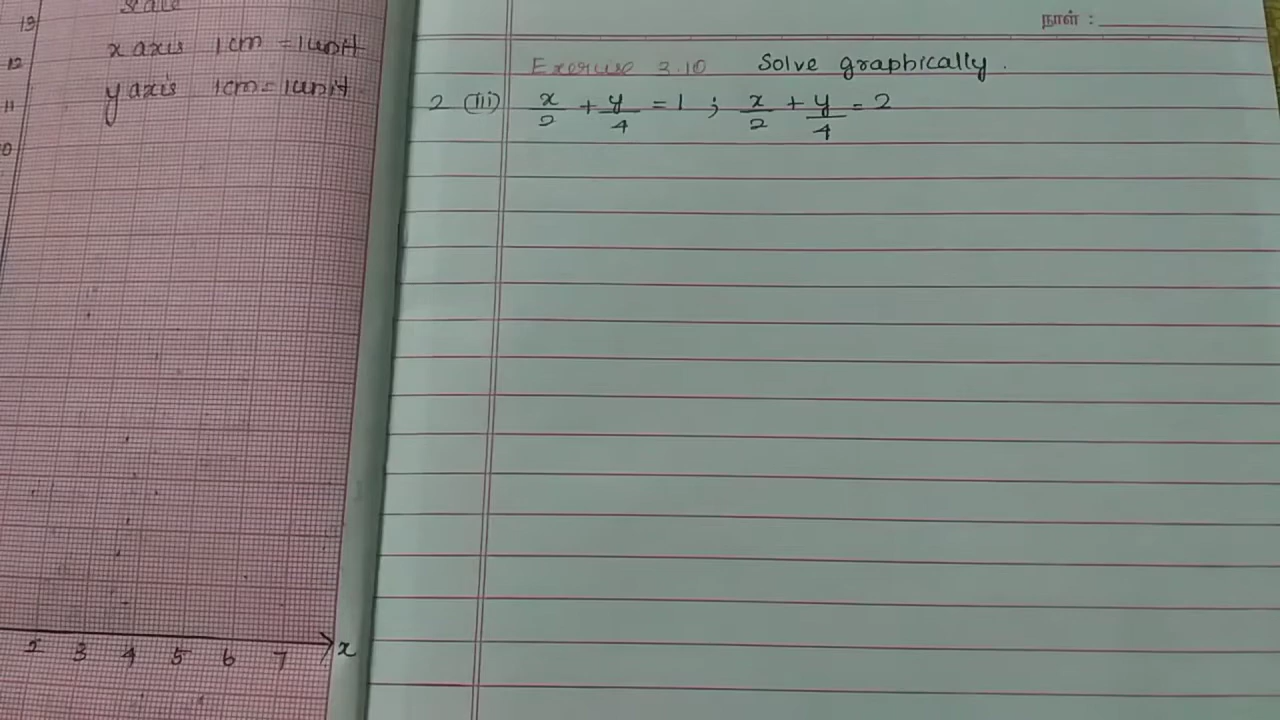 scale
x axis 1cm = 1unit
y axis 1cm = 1unit
13
12
11
0
2 3 4 5 6 7 x
நாள் :
Exercise 3.10 Solve graphically.
2 (iii) x/2 + y/4 = 1 ; x/2 + y/4 = 2